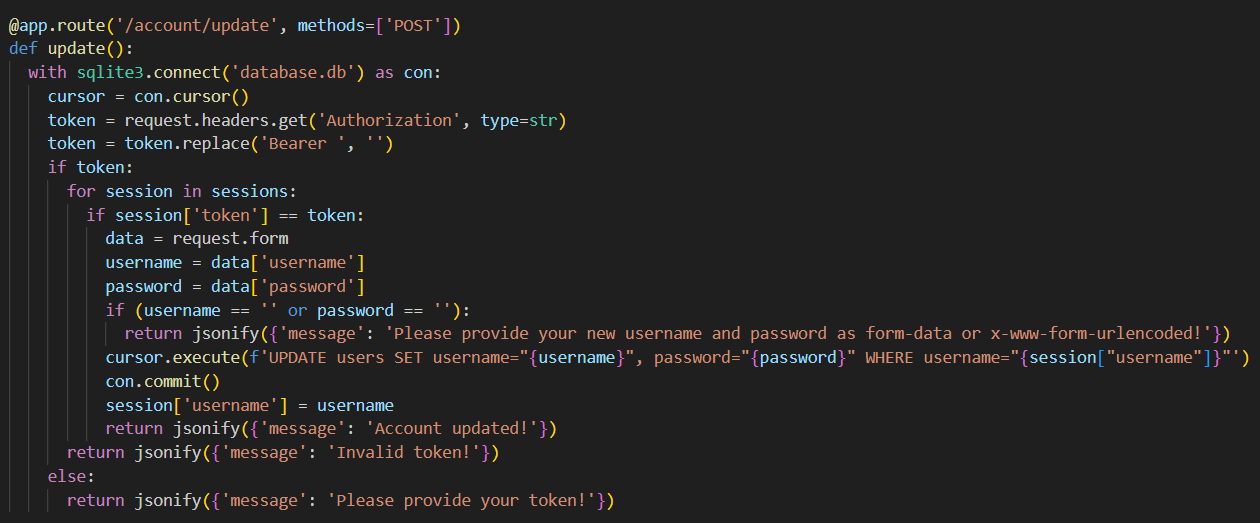 @app.route('/account/update', methods=['POST'])
def update():
  with sqlite3.connect('database.db') as con:
    cursor = con.cursor()
    token = request.headers.get('Authorization', type=str)
    token = token.replace('Bearer ', '')
    if token:
      for session in sessions:
        if session['token'] == token:
          data = request.form
          username = data['username']
          password = data['password']
          if (username == '' or password == ''):
            return jsonify({'message': 'Please provide your new username and password as form-data or x-www-form-urlencoded!'})
          cursor.execute(f'UPDATE users SET username="{username}", password="{password}" WHERE username="{session["username"]}"')
          con.commit()
          session['username'] = username
          return jsonify({'message': 'Account updated!'})
      return jsonify({'message': 'Invalid token!'})
    else:
      return jsonify({'message': 'Please provide your token!'})